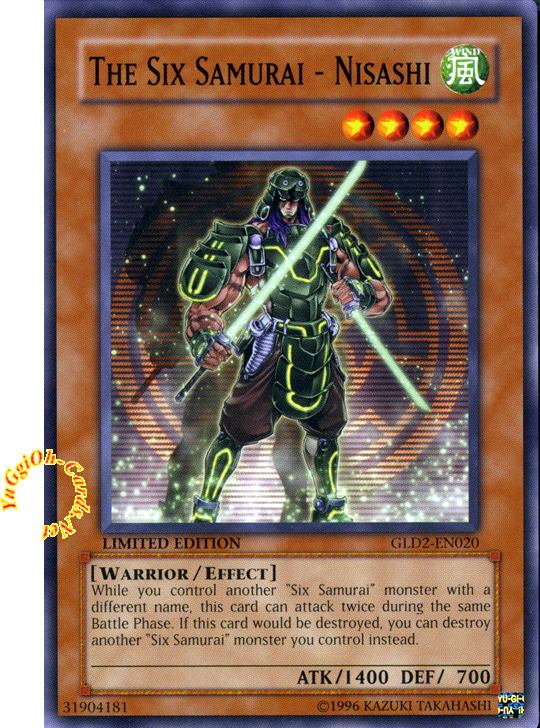 THE SIX SAMURAI - NISASHI
WIND
風
LIMITED EDITION
GLD2-EN020
[WARRIOR / EFFECT]
While you control another "Six Samurai" monster with a
different name, this card can attack twice during the same
Battle Phase. If this card would be destroyed, you can destroy
another "Six Samurai" monster you control instead.
ATK/1400 DEF/ 700
31904181
©1996 KAZUKI TAKAHASHI
YuGgiOh-Cards.Net